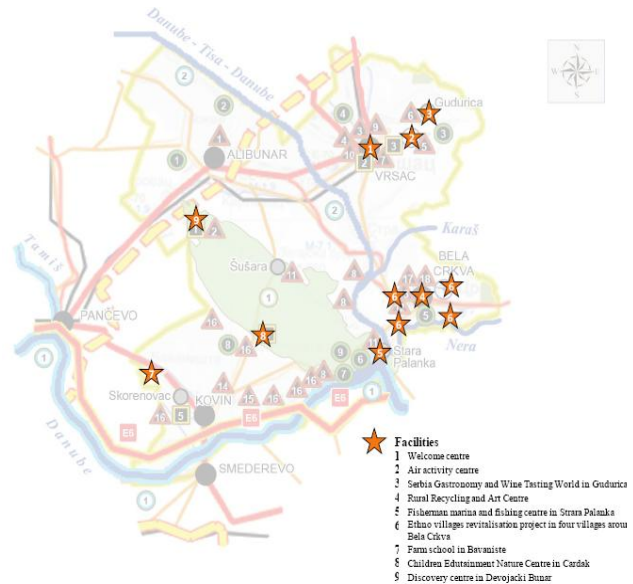 N
W E
S
Danube - Tisa - Danube
Gudurica
ALIBUNAR
VRSAC
Karaš
BELA
CRKVA
Tamiš
Šušara
PANČEVO
Nera
Stara
Palanka
Skorenovac
KOVIN
E6
E6
E6
Danube
SMEDEREVO
Facilities
1 Welcome centre
2 Air activity centre
3 Serbia Gastronomy and Wine Tasting World in Gudurica
4 Rural Recycling and Art Centre
5 Fisherman marina and fishing centre in Strara Palanka
6 Ethno villages revitalisation project in four villages aroun
Bela Crkva
7 Farm school in Bavaniste
8 Children Edutainment Nature Centre in Cardak
9 Discovery centre in Devojacki Bunar